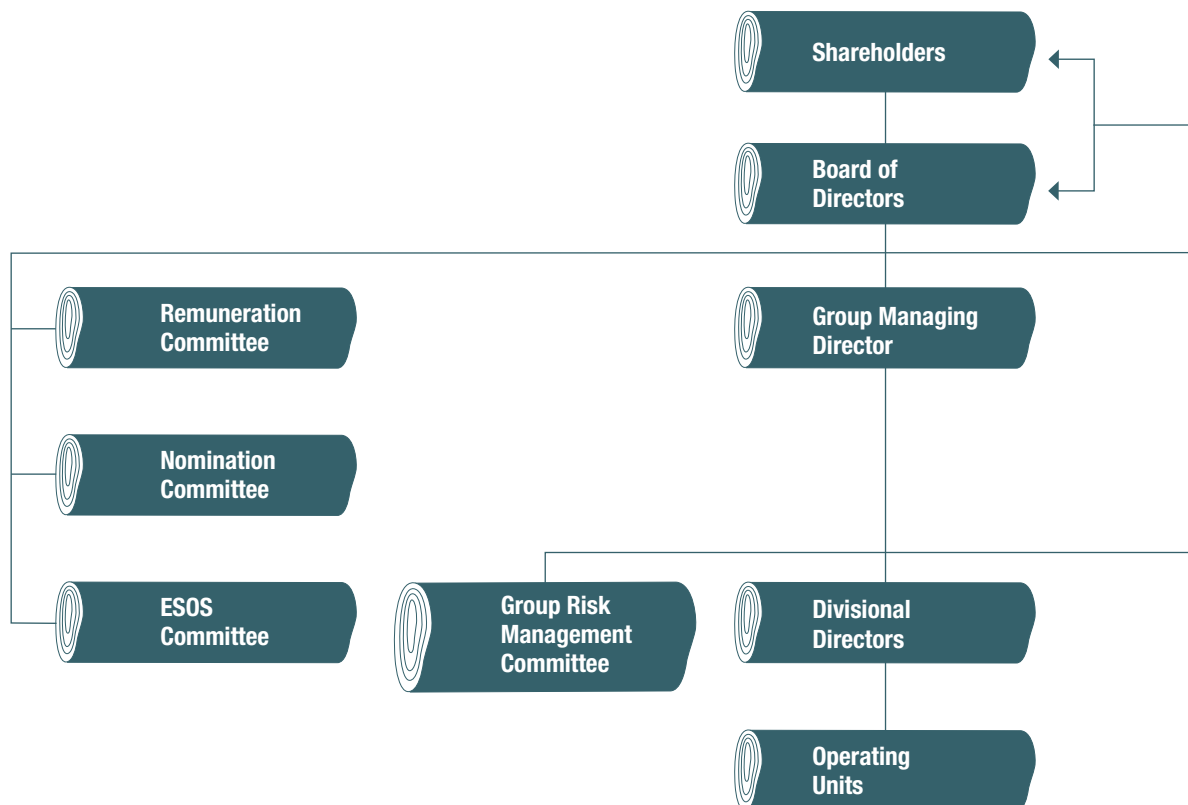 Shareholders
Board of
Directors
Remuneration
Committee
Group Managing
Director
Nomination
Committee
ESOS
Committee
Group Risk
Management
Committee
Divisional
Directors
Operating
Units